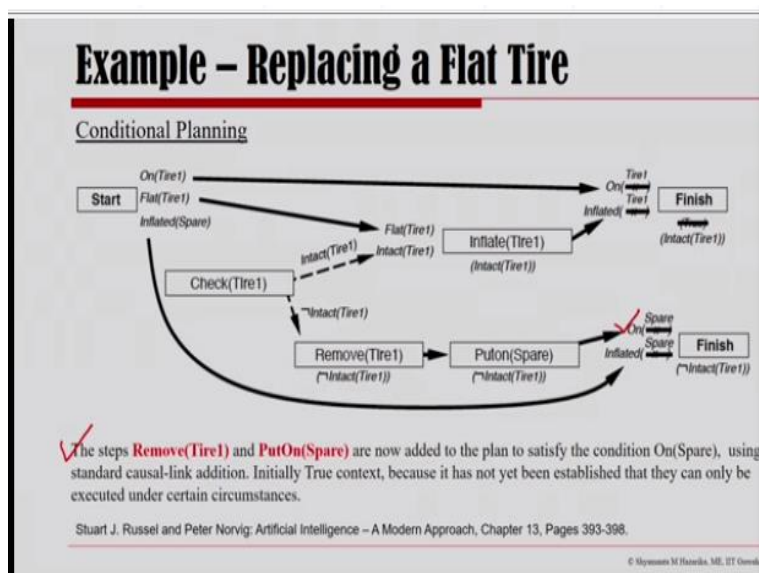 Example – Replacing a Flat Tire
Conditional Planning
On(Tire1)
Start
Flat(Tire1)
Inflated(Spare)
Tire1
On(
Tire1
Inflated(
Finish
(True)
(Intact(Tire1))
Flat(Tire1)
Intact(Tire1)
Intact(Tire1)
Inflate(Tire1)
(Intact(Tire1))
Check(Tire1)
¬Intact(Tire1)
Remove(Tire1)
(¬Intact(Tire1))
Puton(Spare)
(¬Intact(Tire1))
Spare
On(
Spare
Inflated(
Finish
(¬Intact(Tire1))
The steps Remove(Tire1) and PutOn(Spare) are now added to the plan to satisfy the condition On(Spare), using
standard causal-link addition. Initially True context, because it has not yet been established that they can only be
executed under certain circumstances.
Stuart J. Russel and Peter Norvig: Artificial Intelligence – A Modern Approach, Chapter 13, Pages 393-398.
© Shyamanta M Hazarika, ME, IIT